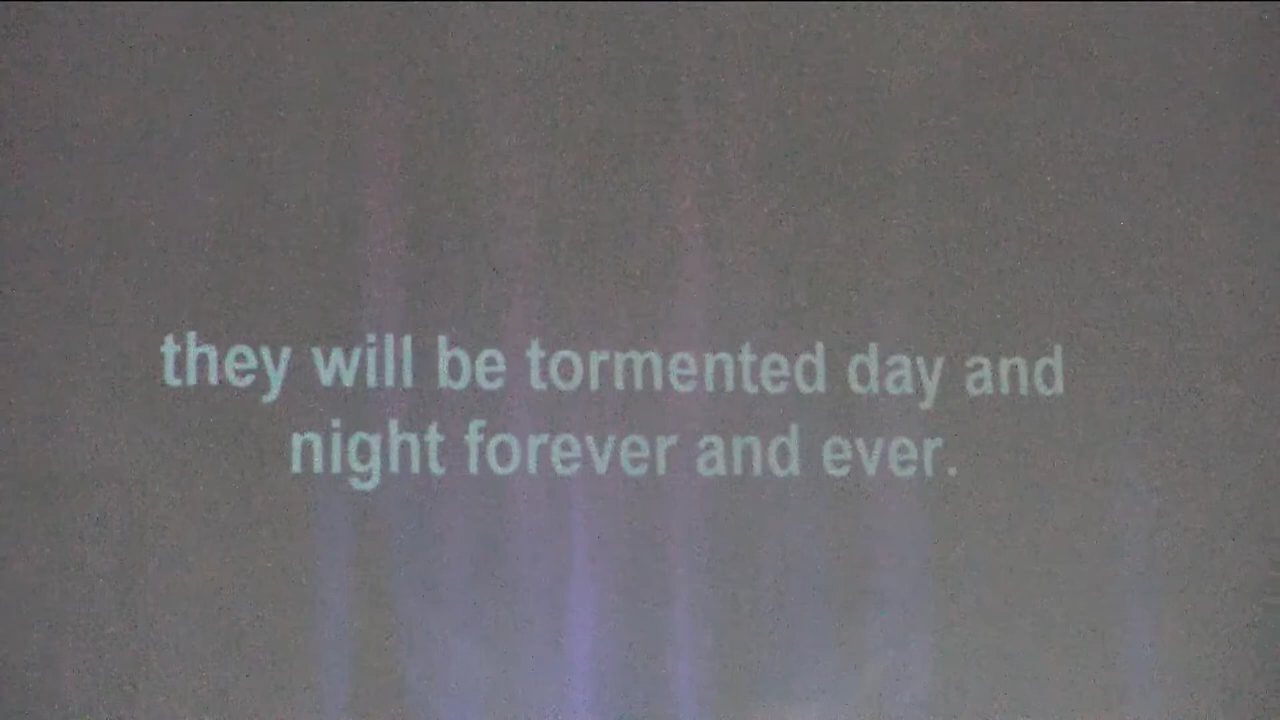 they will be tormented day and
night forever and ever.